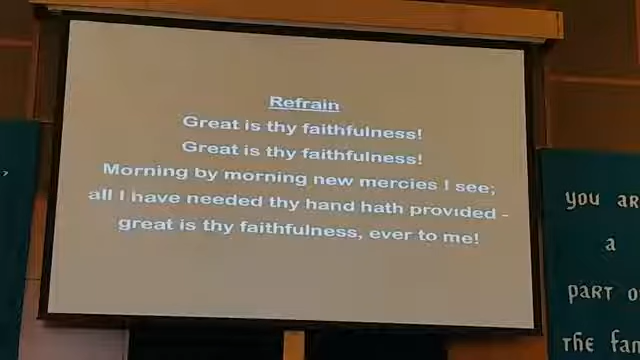 Refrain
Great is thy faithfulness!
Great is thy faithfulness!
Morning by morning new mercies I see;
all I have needed thy hand hath provided -
great is thy faithfulness, ever to me!
you ar
a
part o
The fam